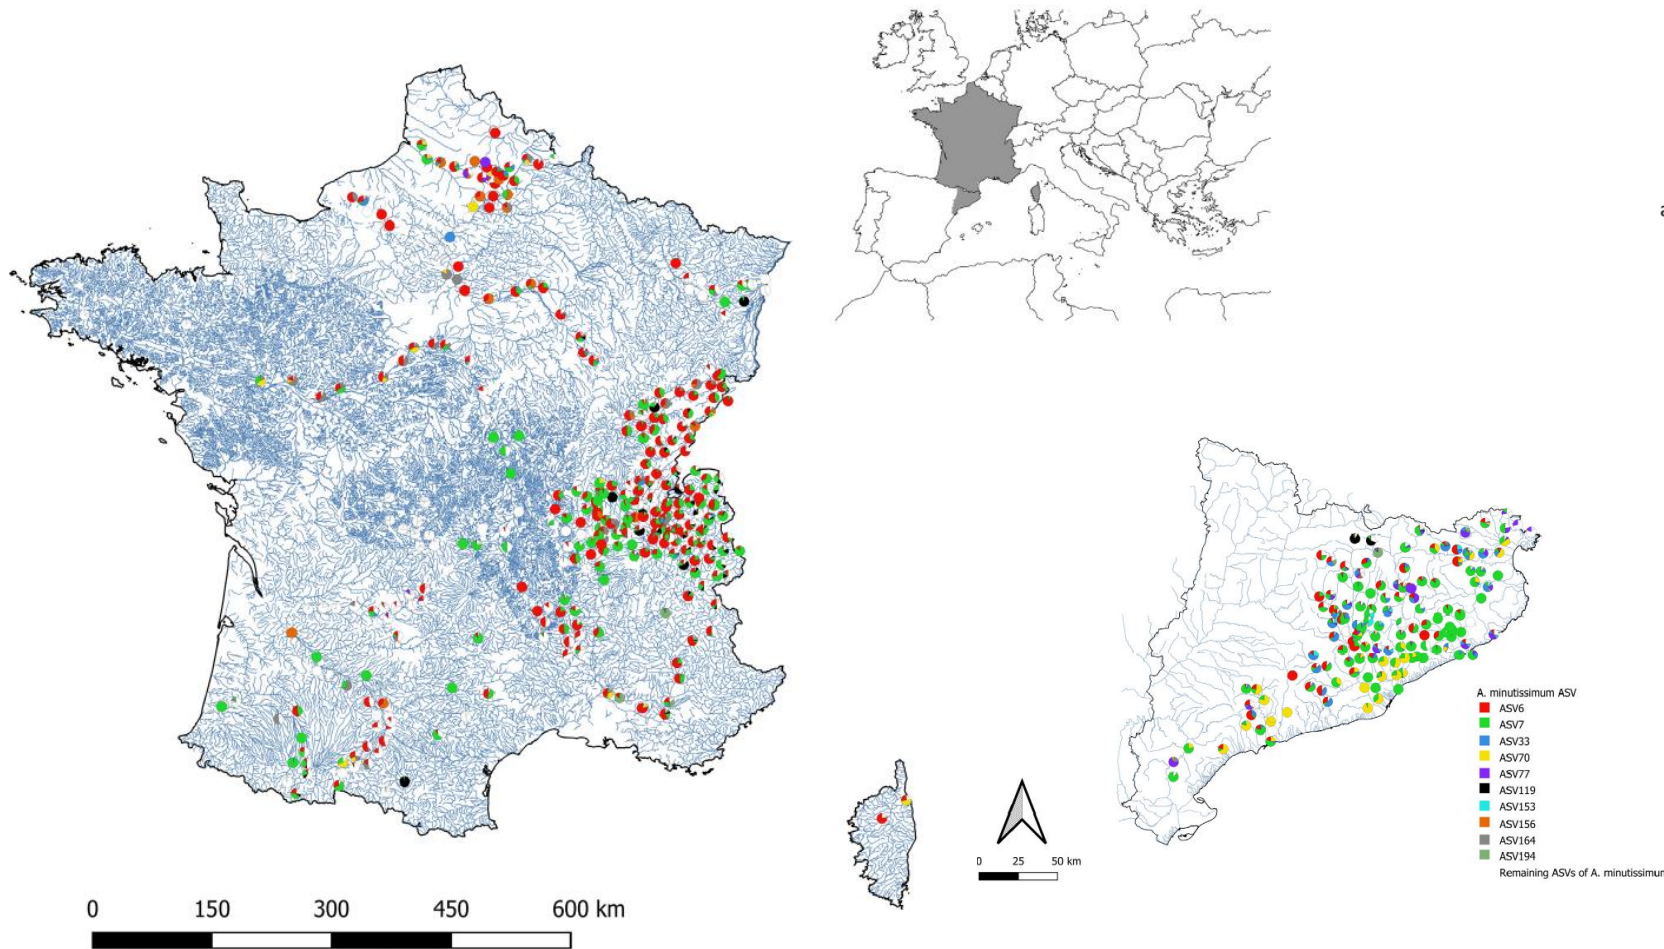 a
A. minutissimum ASV
ASV6
ASV7
ASV33
ASV70
ASV77
ASV119
ASV153
ASV156
ASV164
ASV194
Remaining ASVs of A. minutissimum
0 25 50 km
0 150 300 450 600 km